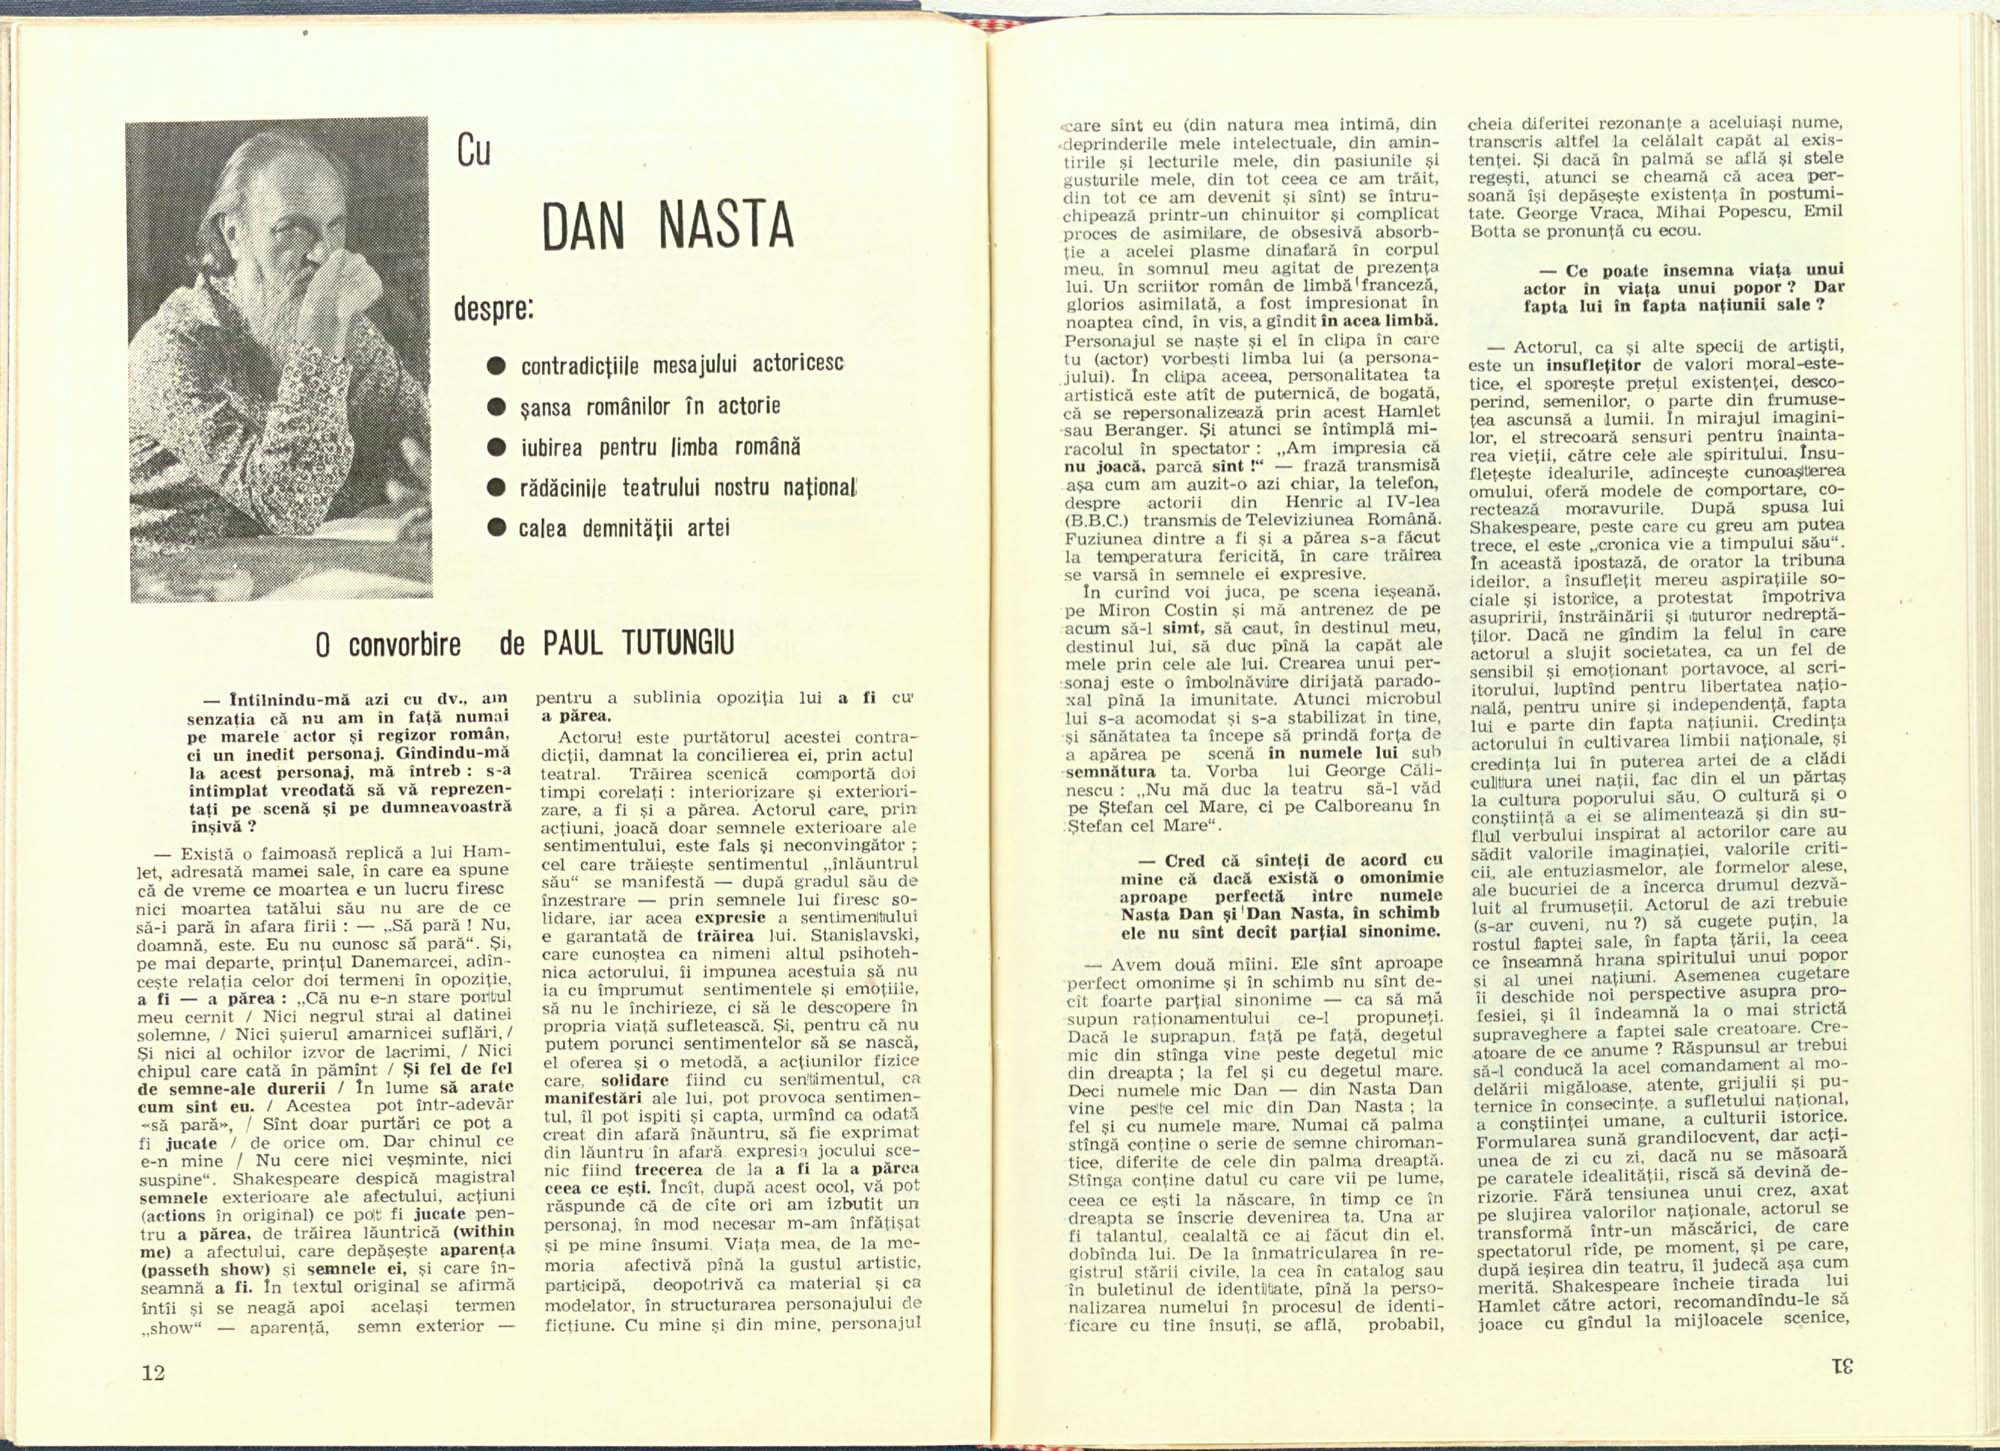 Cu
DAN NASTA
despre:
● contradicțiile mesajului actoricesc
● șansa românilor în actorie
● iubirea pentru limba română
● rădăcinile teatrului nostru național
● calea demnității artei
O convorbire de PAUL TUTUNGIU
— Întîlnindu-mă azi cu dv., am
senzația că nu am în față numai
pe marele actor și regizor român,
ci un inedit personaj. Gîndindu-mă
la acest personaj, mă întreb : s-a
întîmplat vreodată să vă reprezen-
tați pe scenă și pe dumneavoastră
înșivă ?
— Există o faimoasă replică a lui Ham-
let, adresată mamei sale, în care ea spune
că de vreme ce moartea e un lucru firesc
nici moartea tatălui său nu are de ce
să-i pară în afara firii : — „Să pară ! Nu,
doamnă, este. Eu nu cunosc să pară“. Și,
pe mai departe, prințul Danemarcei, adîn-
cește relația celor doi termeni în opoziție,
a fi — a părea : „Că nu e-n stare portul
meu cernit / Nici negrul strai al datinei
solemne, / Nici șuierul amarnicei suflări, /
Și nici al ochilor izvor de lacrimi, / Nici
chipul care cată în pămînt / Și fel de fel
de semne-ale durerii / În lume să arate
cum sînt eu. / Acestea pot într-adevăr
«să pară», / Sînt doar purtări ce pot a
fi jucate / de orice om. Dar chinul ce
e-n mine / Nu cere nici veșminte, nici
suspine“. Shakespeare despică magistral
semnele exterioare ale afectului, acțiuni
(actions în original) ce pot fi jucate pen-
tru a părea, de trăirea lăuntrică (within
me) a afectului, care depășește aparența
(passeth show) și semnele ei, și care în-
seamnă a fi. În textul original se afirmă
întîi și se neagă apoi același termen
„show“ — aparență, semn exterior —
pentru a sublinia opoziția lui a fi cu
a părea.
Actorul este purtătorul acestei contra-
dicții, damnat la concilierea ei, prin actul
teatral. Trăirea scenică comportă doi
timpi corelați : interiorizare și exteriori-
zare, a fi și a părea. Actorul care, prin
acțiuni, joacă doar semnele exterioare ale
sentimentului, este fals și neconvingător ;
cel care trăiește sentimentul „înlăuntrul
său“ se manifestă — după gradul său de
înzestrare — prin semnele lui firesc so-
lidare, iar acea expresie a sentimentului
e garantată de trăirea lui. Stanislavski,
care cunoștea ca nimeni altul psihoteh-
nica actorului, îi impunea acestuia să nu
ia cu împrumut sentimentele și emoțiile,
să nu le închirieze, ci să le descopere în
propria viață sufletească. Și, pentru că nu
putem porunci sentimentelor să se nască,
el oferea și o metodă, a acțiunilor fizice
care, solidare fiind cu sentimentul, ca
manifestări ale lui, pot provoca sentimen-
tul, îl pot ispiti și capta, urmînd ca odată
creat din afară înăuntru, să fie exprimat
din lăuntru în afară, expresia jocului sce-
nic fiind trecerea de la a fi la a părea
ceea ce ești. Încît, după acest ocol, vă pot
răspunde că de cîte ori am izbutit un
personaj, în mod necesar m-am înfățișat
și pe mine însumi. Viața mea, de la me-
moria afectivă pînă la gustul artistic,
participă, deopotrivă ca material și ca
modelator, în structurarea personajului de
ficțiune. Cu mine și din mine, personajul
12
care sînt eu (din natura mea intimă, din
deprinderile mele intelectuale, din amin-
tirile și lecturile mele, din pasiunile și
gusturile mele, din tot ceea ce am trăit,
din tot ce am devenit și sînt) se întru-
chipează printr-un chinuitor și complicat
proces de asimilare, de obsesivă absorb-
ție a acelei plasme dinafară în corpul
meu, în somnul meu agitat de prezența
lui. Un scriitor român de limbă franceză,
glorios asimilată, a fost impresionat în
noaptea cînd, în vis, a gîndit în acea limbă.
Personajul se naște și el în clipa în care
tu (actor) vorbești limba lui (a persona-
jului). În clipa aceea, personalitatea ta
artistică este atît de puternică, de bogată,
că se repersonalizează prin acest Hamlet
sau Beranger. Și atunci se întîmplă mi-
racolul în spectator : „Am impresia că
nu joacă, parcă sînt !“ — frază transmisă
așa cum am auzit-o azi chiar, la telefon,
despre actorii din Henric al IV-lea
(B.B.C.) transmis de Televiziunea Română.
Fuziunea dintre a fi și a părea s-a făcut
la temperatura fericită, în care trăirea
se varsă în semnele ei expresive.
În curînd voi juca, pe scena ieșeană,
pe Miron Costin și mă antrenez de pe
acum să-l simt, să caut, în destinul meu,
destinul lui, să duc pînă la capăt ale
mele prin cele ale lui. Crearea unui per-
sonaj este o îmbolnăvire dirijată parado-
xal pînă la imunitate. Atunci microbul
lui s-a acomodat și s-a stabilizat în tine,
și sănătatea ta începe să prindă forța de
a apărea pe scenă în numele lui sub
semnătura ta. Vorba lui George Căli-
nescu : „Nu mă duc la teatru să-l văd
pe Ștefan cel Mare, ci pe Calboreanu în
Ștefan cel Mare“.
— Cred că sînteți de acord cu
mine că dacă există o omonimie
aproape perfectă între numele
Nasta Dan și Dan Nasta, în schimb
ele nu sînt decît parțial sinonime.
— Avem două mîini. Ele sînt aproape
perfect omonime și în schimb nu sînt de-
cît foarte parțial sinonime — ca să mă
supun raționamentului ce-l propuneți.
Dacă le suprapun, față pe față, degetul
mic din stînga vine peste degetul mic
din dreapta ; la fel și cu degetul mare.
Deci numele mic Dan — din Nasta Dan
vine peste cel mic din Dan Nasta ; la
fel și cu numele mare. Numai că palma
stîngă conține o serie de semne chiroman-
tice, diferite de cele din palma dreaptă.
Stînga conține datul cu care vii pe lume,
ceea ce ești la născare, în timp ce în
dreapta se înscrie devenirea ta. Una ar
fi talantul, cealaltă ce ai făcut din el,
dobînda lui. De la înmatricularea în re-
gistrul stării civile, la cea în catalog sau
în buletinul de identitate, pînă la perso-
nalizarea numelui în procesul de identi-
ficare cu tine însuți, se află, probabil,
cheia diferitei rezonanțe a aceluiași nume,
transcris altfel la celălalt capăt al exis-
tenței. Și dacă în palmă se află și stele
regești, atunci se cheamă că acea per-
soană își depășește existența în postumi-
tate. George Vraca, Mihai Popescu, Emil
Botta se pronunță cu ecou.
— Ce poate însemna viața unui
actor în viața unui popor ? Dar
fapta lui în fapta națiunii sale ?
— Actorul, ca și alte specii de artiști,
este un însuflețitor de valori moral-este-
tice, el sporește prețul existenței, desco-
perind, semenilor, o parte din frumuse-
țea ascunsă a lumii. În mirajul imagini-
lor, el strecoară sensuri pentru înainta-
rea vieții, către cele ale spiritului. Însu-
flețește idealurile, adîncește cunoașterea
omului, oferă modele de comportare, co-
rectează moravurile. După spusa lui
Shakespeare, peste care cu greu am putea
trece, el este „cronica vie a timpului său“.
În această ipostază, de orator la tribuna
ideilor, a însuflețit mereu aspirațiile so-
ciale și istorice, a protestat împotriva
asupririi, înstrăinării și tuturor nedreptă-
ților. Dacă ne gîndim la felul în care
actorul a slujit societatea, ca un fel de
sensibil și emoționant portavoce, al scri-
itorului, luptînd pentru libertatea națio-
nală, pentru unire și independență, fapta
lui e parte din fapta națiunii. Credința
actorului în cultivarea limbii naționale, și
credința lui în puterea artei de a clădi
cultura unei nații, fac din el un părtaș
la cultura poporului său. O cultură și o
conștiință a ei se alimentează și din su-
flul verbului inspirat al actorilor care au
sădit valorile imaginației, valorile criti-
cii, ale entuziasmelor, ale formelor alese,
ale bucuriei de a încerca drumul dezvă-
luit al frumuseții. Actorul de azi trebuie
(s-ar cuveni, nu ?) să cugete puțin, la
rostul faptei sale, în fapta țării, la ceea
ce înseamnă hrana spiritului unui popor
și al unei națiuni. Asemenea cugetare
îi deschide noi perspective asupra pro-
fesiei, și îl îndeamnă la o mai strictă
supraveghere a faptei sale creatoare. Cre-
atoare de ce anume ? Răspunsul ar trebui
să-l conducă la acel comandament al mo-
delării migăloase, atente, grijulii și pu-
ternice în consecințe, a sufletului național,
a conștiinței umane, a culturii istorice.
Formularea sună grandilocvent, dar acți-
unea de zi cu zi, dacă nu se măsoară
pe caratele idealității, riscă să devină de-
rizorie. Fără tensiunea unui crez, axat
pe slujirea valorilor naționale, actorul se
transformă într-un măscărici, de care
spectatorul rîde, pe moment, și pe care,
după ieșirea din teatru, îl judecă așa cum
merită. Shakespeare încheie tirada lui
Hamlet către actori, recomandîndu-le să
joace cu gîndul la mijloacele scenice,
31